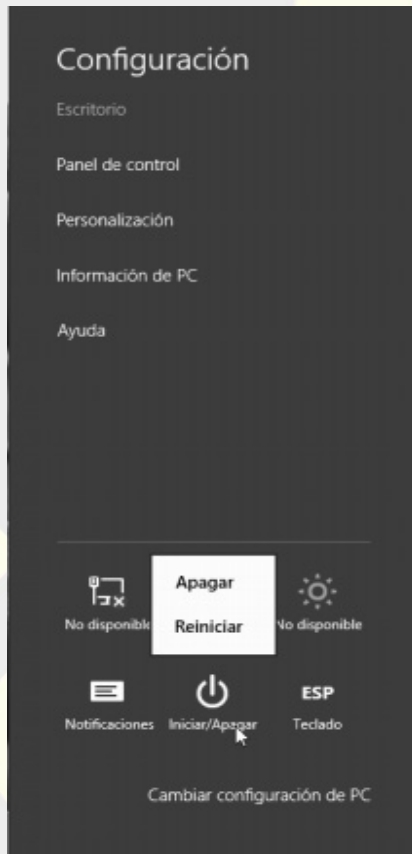 Configuración
Escritorio
Panel de control
Personalización
Información de PC
Ayuda
Apagar
No disponible
Reiniciar
No disponible
Notificaciones
Iniciar/Apagar
ESP
Teclado
Cambiar configuración de PC